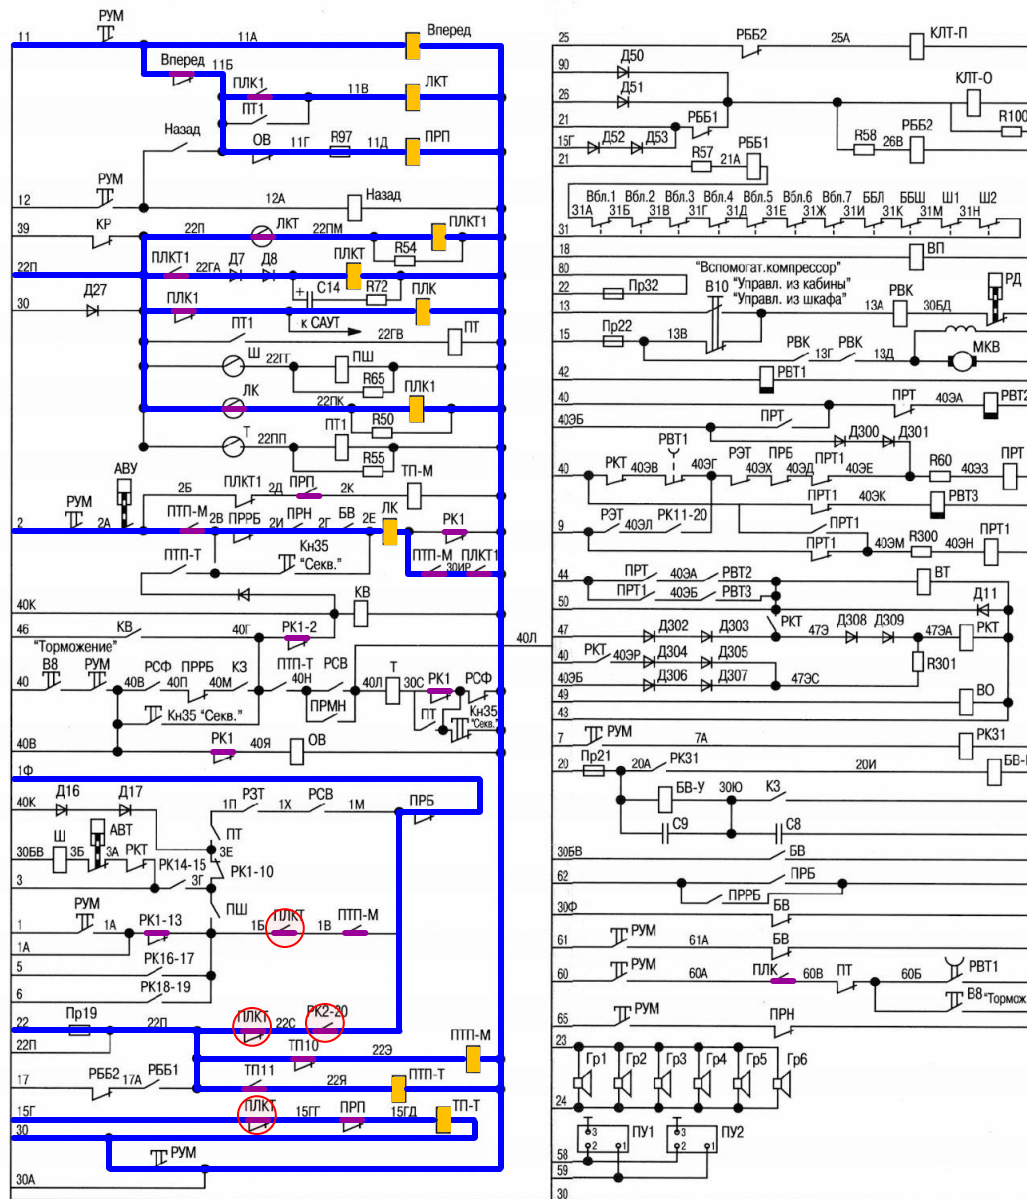 РУМ
11 11А Вперед
Вперед 11Б
ПЛК1 11В ЛКТ
ПТ1
Назад ОВ 11Г R97 11Д ПРП
РУМ
12 12А Назад
39 КР 22П ЛКТ 22ПМ ПЛКТ1
R54
22П ПЛКТ1 22ГА Д7 Д8 ПЛКТ
+ С14 R72
30 Д27 ПЛК1 ПЛК
к САУТ
ПТ1 22ГВ ПТ
Ш 22ГГ ПШ
R65
ЛК 22ПК ПЛК1
R50
Т 22ПП ПТ1
R55
АВУ 2Б ПЛКТ1 2Д ПРП 2К ТП-М
2 РУМ 2А ПТП-М 2В ПРРБ 2И ПРН 2Г БВ 2Е ЛК РК1
ПТП-Т Кн35 "Секв." ПТП-М 30ИР ПЛКТ1
40К КВ
46 КВ 40Г РК1-2 40Л
"Торможение"
В8 РУМ РСФ ПРРБ КЗ ПТП-Т РСВ Т РК1 РСФ
40 40В 40П 40М 40Н 40Л 30С
Кн35 "Секв." ПРМН ПТ Кн35 "Секв."
40В РК1 40Я ОВ
1Ф
40К Д16 Д17 1П РЗТ 1Х РСВ 1М ПРБ
Ш АВТ ПТ
30БВ 3Б 3А РКТ 3Е
РК14-15 РК1-10
3 3Г
РУМ ПШ
1 1А РК1-13 1Б ПЛКТ 1В ПТП-М
1А
5 РК16-17
6 РК18-19
22 Пр19 22П ПЛКТ 22С РК2-20
22П ТП10 22Э ПТП-М
17 РББ2 17А РББ1 ТП11 22Я ПТП-Т
15Г ПЛКТ 15ГГ ПРП 15ГД ТП-Т
30
РУМ
30А
25 РББ2 25А КЛТ-П
90 Д50
26 Д51 КЛТ-О
R100
21 РББ1
15Г Д52 Д53 R58 26В РББ2
21 R57 21А РББ1
Вбл.1 Вбл.2 Вбл.3 Вбл.4 Вбл.5 Вбл.6 Вбл.7 ББЛ ББШ Ш1 Ш2
31А 31Б 31В 31Г 31Д 31Е 31Ж 31И 31К 31М 31Н
31
18 ВП
80 "Вспомогат.компрессор"
22 Пр32 В10 "Управл. из кабины" РД
13 "Управл. из шкафа" 13А РВК 30БД
15 Пр22 13В РВК 13Г РВК 13Д МКВ
42 РВТ1
40 ПРТ 40ЭА РВТ2
40ЭБ ПРТ Д300 Д301
40 РКТ 40ЭВ РВТ1 40ЭГ РЭТ 40ЭХ ПРБ 40ЭД ПРТ1 40ЭЕ R60 40ЭЗ ПРТ
ПРТ1 40ЭК РВТ3
9 РЭТ 40ЭЛ РК11-20 ПРТ1
ПРТ1 40ЭМ R300 40ЭН ПРТ1
44 ПРТ 40ЭА РВТ2 ВТ
50 ПРТ1 40ЭБ РВТ3 Д11
47 Д302 Д303 РКТ 47Э Д308 Д309 47ЭА РКТ
40 РКТ 40ЭР Д304 Д305 R301
40ЭБ Д306 Д307 47ЭС
49 ВО
43
7 РУМ 7А РК31
20 Пр21 20А РК31 20И БВ-
БВ-У 30Ю КЗ
С9 С8
30БВ БВ
62 ПРБ
ПРРБ
30Ф БВ
61 РУМ 61А БВ
60 РУМ 60А ПЛК 60В ПТ 60Б РВТ1
В8 "Тормож
65 РУМ ПРН
23
Гр1 Гр2 Гр3 Гр4 Гр5 Гр6
24
3 2 1 ПУ1 3 2 1 ПУ2
58
59
30